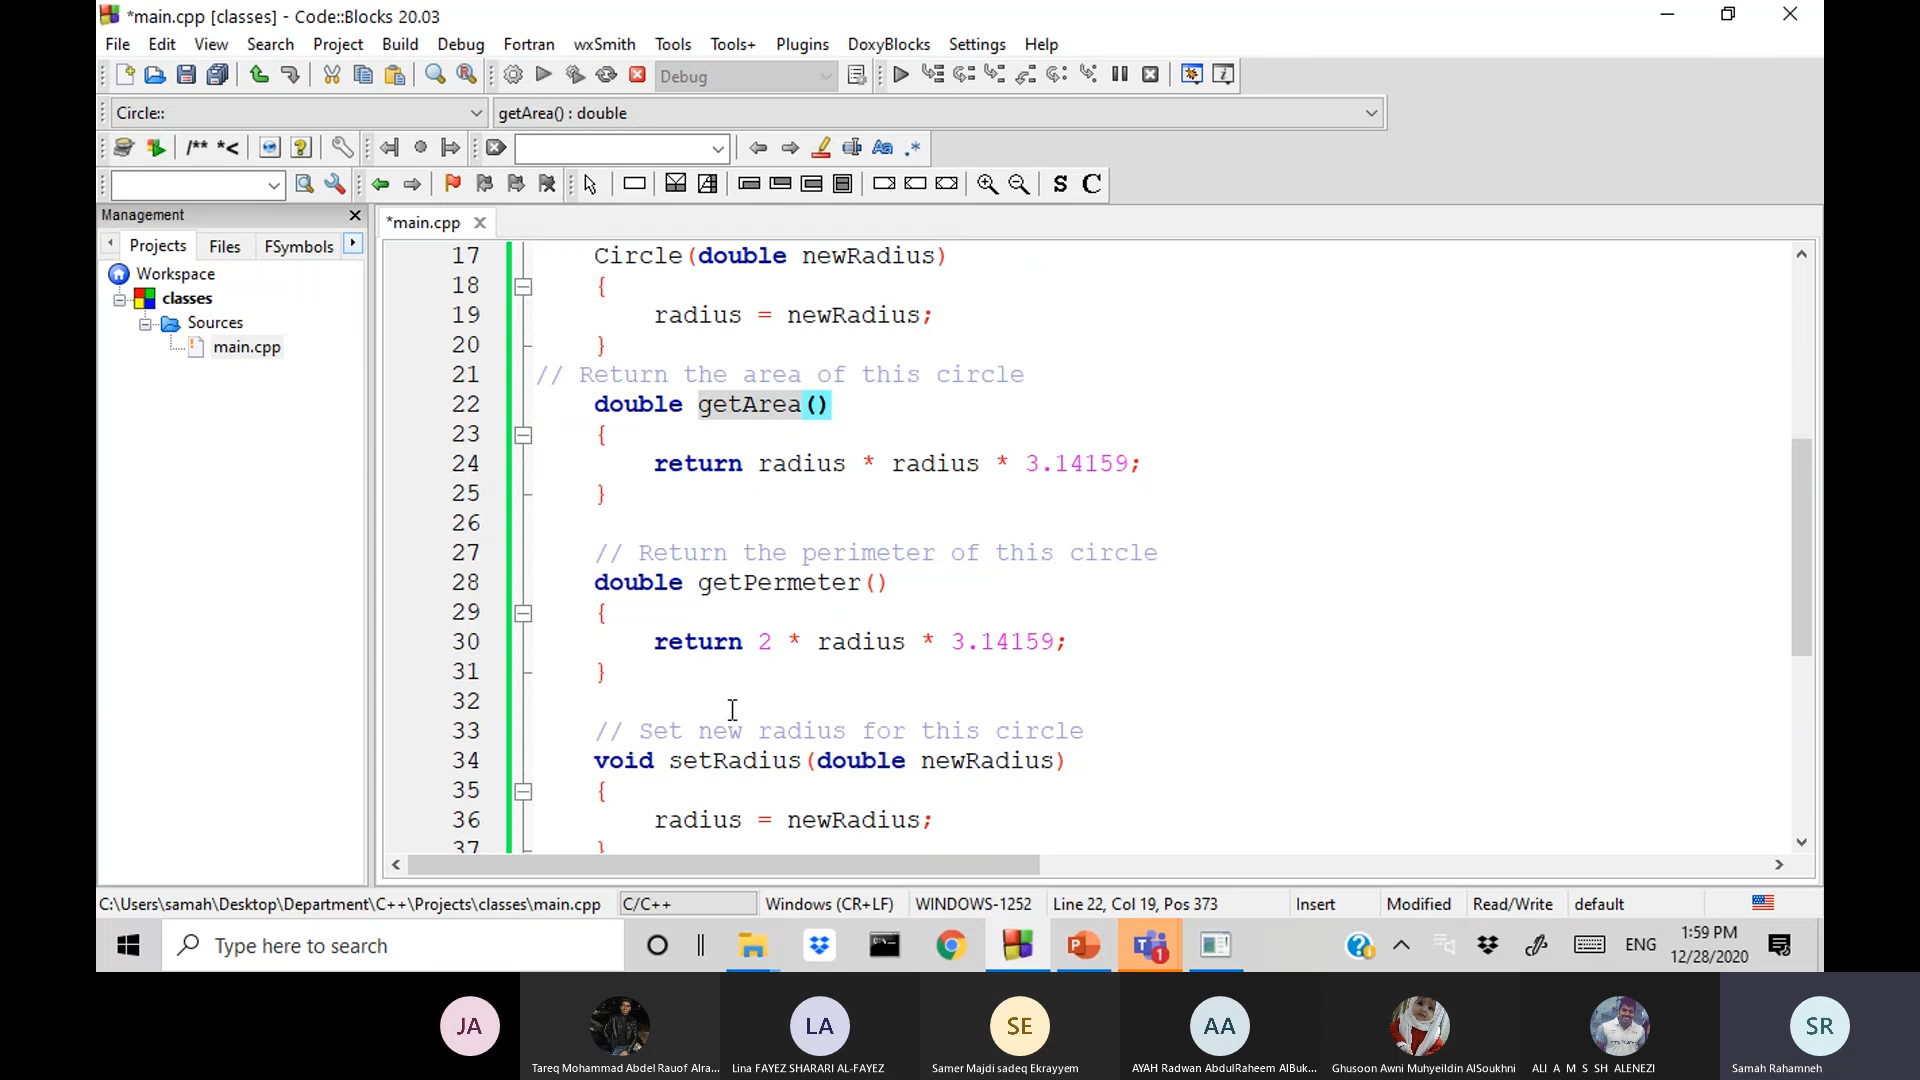 *main.cpp [classes] - Code::Blocks 20.03
File Edit View Search Project Build Debug Fortran wxSmith Tools Tools+ Plugins DoxyBlocks Settings Help
Debug
Circle:: getArea() : double
/** *< Aa .*
S C
Management
*main.cpp
Projects Files FSymbols
Workspace
classes
Sources
main.cpp
17 Circle(double newRadius)
18 {
19 radius = newRadius;
20 }
21 // Return the area of this circle
22 double getArea()
23 {
24 return radius * radius * 3.14159;
25 }
26
27 // Return the perimeter of this circle
28 double getPermeter()
29 {
30 return 2 * radius * 3.14159;
31 }
32
33 // Set new radius for this circle
34 void setRadius(double newRadius)
35 {
36 radius = newRadius;
37 }
C:\Users\samah\Desktop\Department\C++\Projects\classes\main.cpp C/C++ Windows (CR+LF) WINDOWS-1252 Line 22, Col 19, Pos 373 Insert Modified Read/Write default
Type here to search
ENG
1:59 PM
12/28/2020
JA LA SE AA SR
Tareq Mohammad Abdel Rauof Alra... Lina FAYEZ SHARARI AL-FAYEZ Samer Majdi sadeq Ekrayyem AYAH Radwan AbdulRaheem AlBuk... Ghusoon Awni Muhyeildin AlSoukhni ALI A M S SH ALENEZI Samah Rahamneh